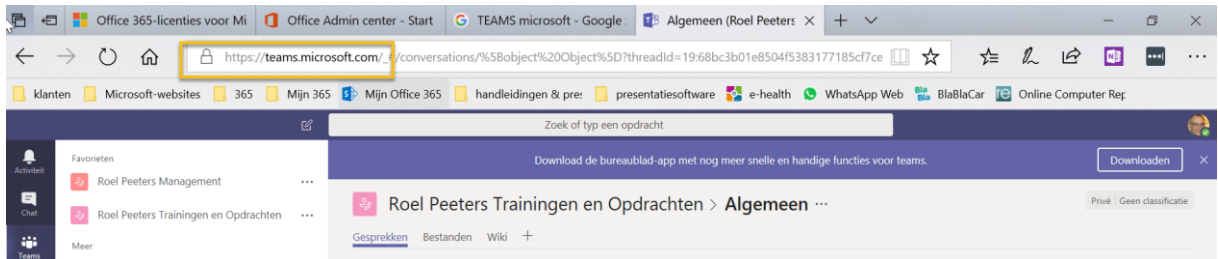 Office 365-licenties voor Mi Office Admin center - Start TEAMS microsoft - Google Algemeen (Roel Peeters
https://teams.microsoft.com/_#/conversations/%5Bobject%20Object%5D?threadId=19:68bc3b01e8504f5383177185cf7ce
klanten Microsoft-websites 365 Mijn 365 Mijn Office 365 handleidingen & pre: presentatiesoftware e-health WhatsApp Web BlaBlaCar Online Computer Rep
Zoek of typ een opdracht
Activiteit
Favorieten
Download de bureaublad-app met nog meer snelle en handige functies voor teams. Downloaden
Roel Peeters Management
Chat
Roel Peeters Trainingen en Opdrachten
Roel Peeters Trainingen en Opdrachten > Algemeen ...
Privé Geen classificatie
Teams
Meer
Gesprekken Bestanden Wiki +